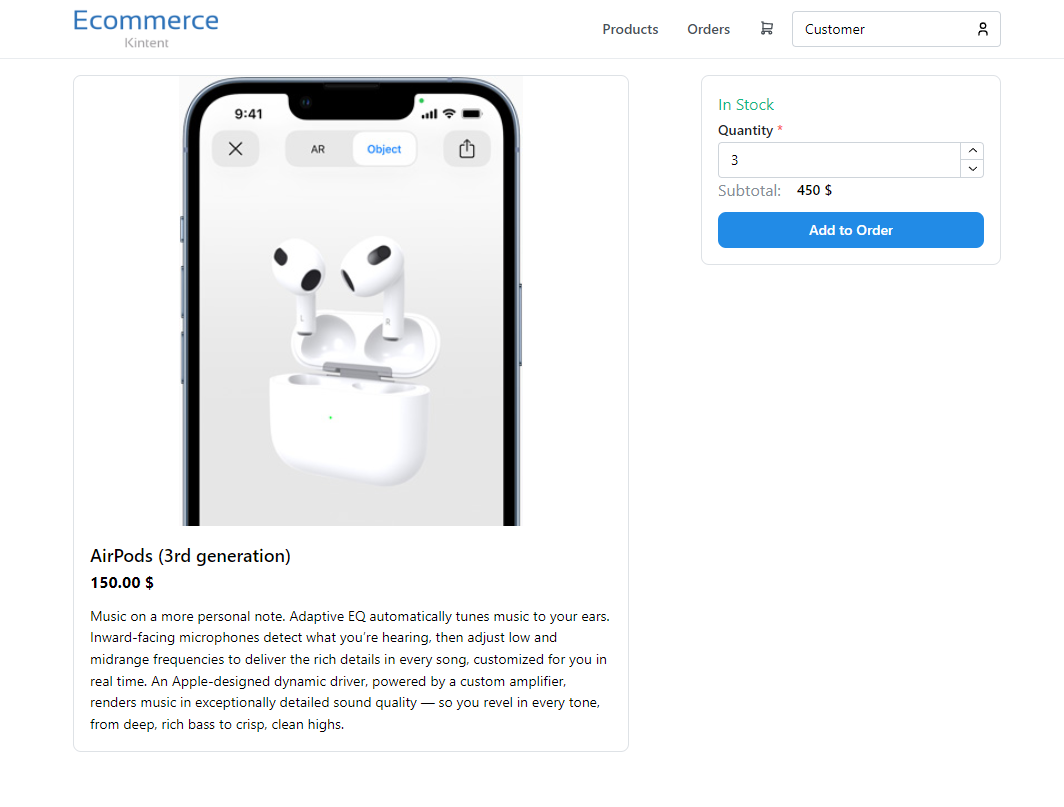 Ecommerce
Kintent
Products Orders Customer
9:41
AR Object
L R
AirPods (3rd generation)
150.00 $
Music on a more personal note. Adaptive EQ automatically tunes music to your ears.
Inward-facing microphones detect what you’re hearing, then adjust low and
midrange frequencies to deliver the rich details in every song, customized for you in
real time. An Apple-designed dynamic driver, powered by a custom amplifier,
renders music in exceptionally detailed sound quality — so you revel in every tone,
from deep, rich bass to crisp, clean highs.
In Stock
Quantity *
3
Subtotal: 450 $
Add to Order